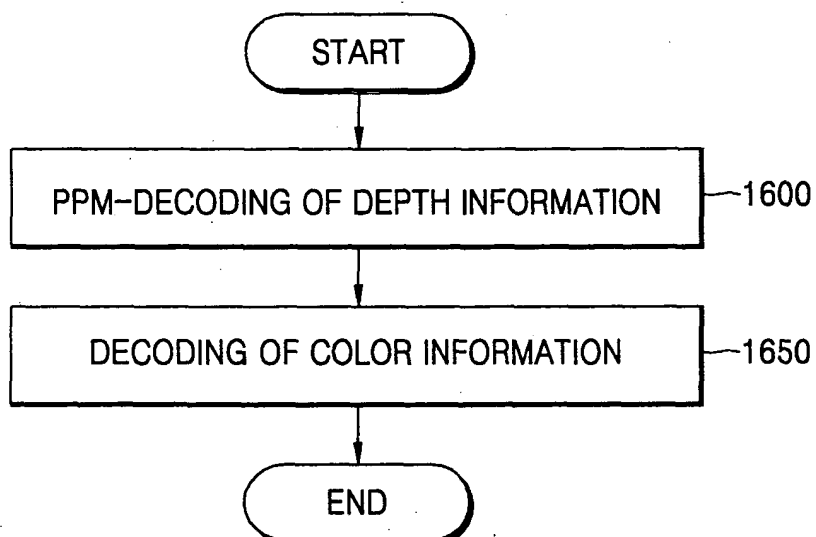 START
PPM-DECODING OF DEPTH INFORMATION
1600
DECODING OF COLOR INFORMATION
1650
END